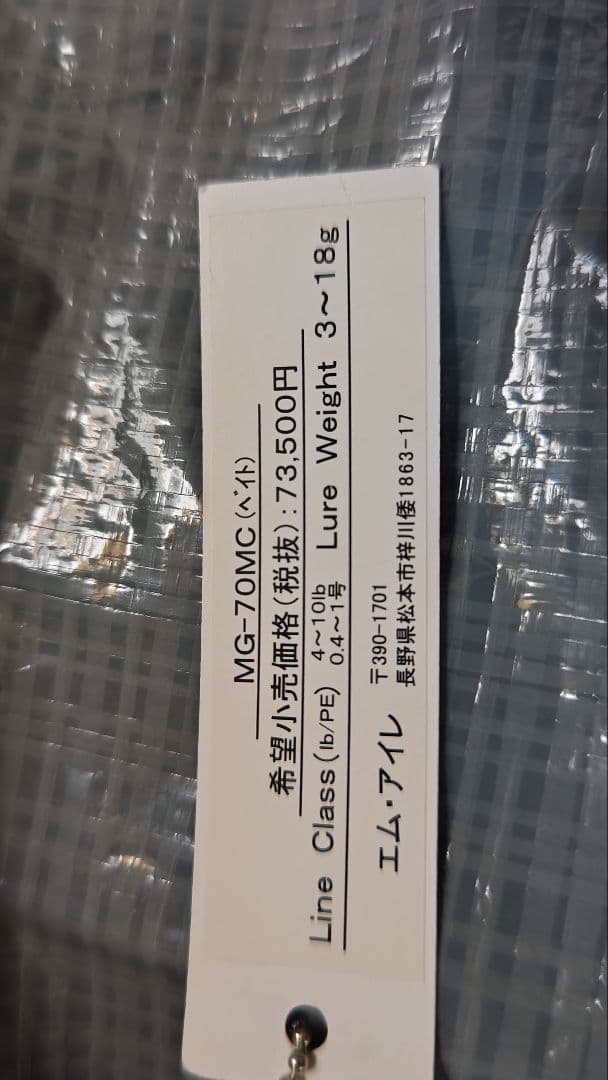 MG-70MC(ベイト)
希望小売価格(税抜):73,500円
Line Class(lb/PE) 4～10lb 0.4～1号 Lure Weight 3～18g
エム・アイレ 〒390-1701
長野県松本市梓川倭1863-17